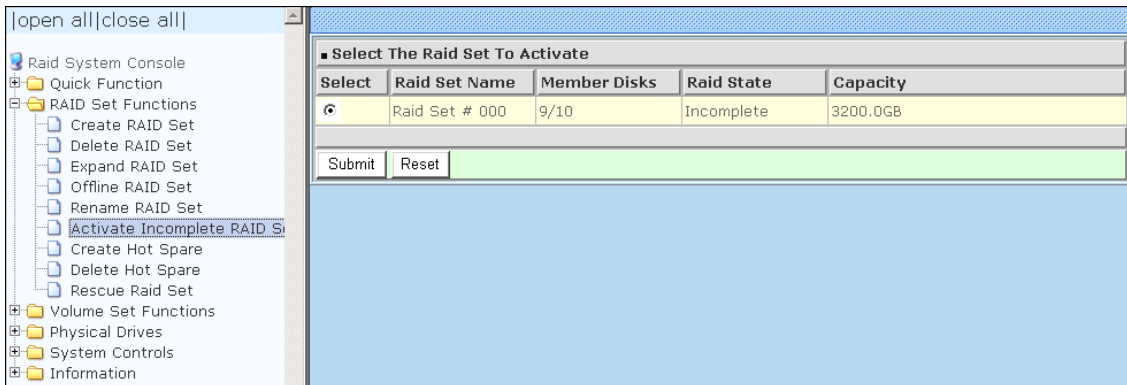 |open all|close all|
Raid System Console
Quick Function
RAID Set Functions
Create RAID Set
Delete RAID Set
Expand RAID Set
Offline RAID Set
Rename RAID Set
Activate Incomplete RAID S
Create Hot Spare
Delete Hot Spare
Rescue Raid Set
Volume Set Functions
Physical Drives
System Controls
Information
Select The Raid Set To Activate
Select Raid Set Name Member Disks Raid State Capacity
Raid Set # 000 9/10 Incomplete 3200.0GB
Submit Reset